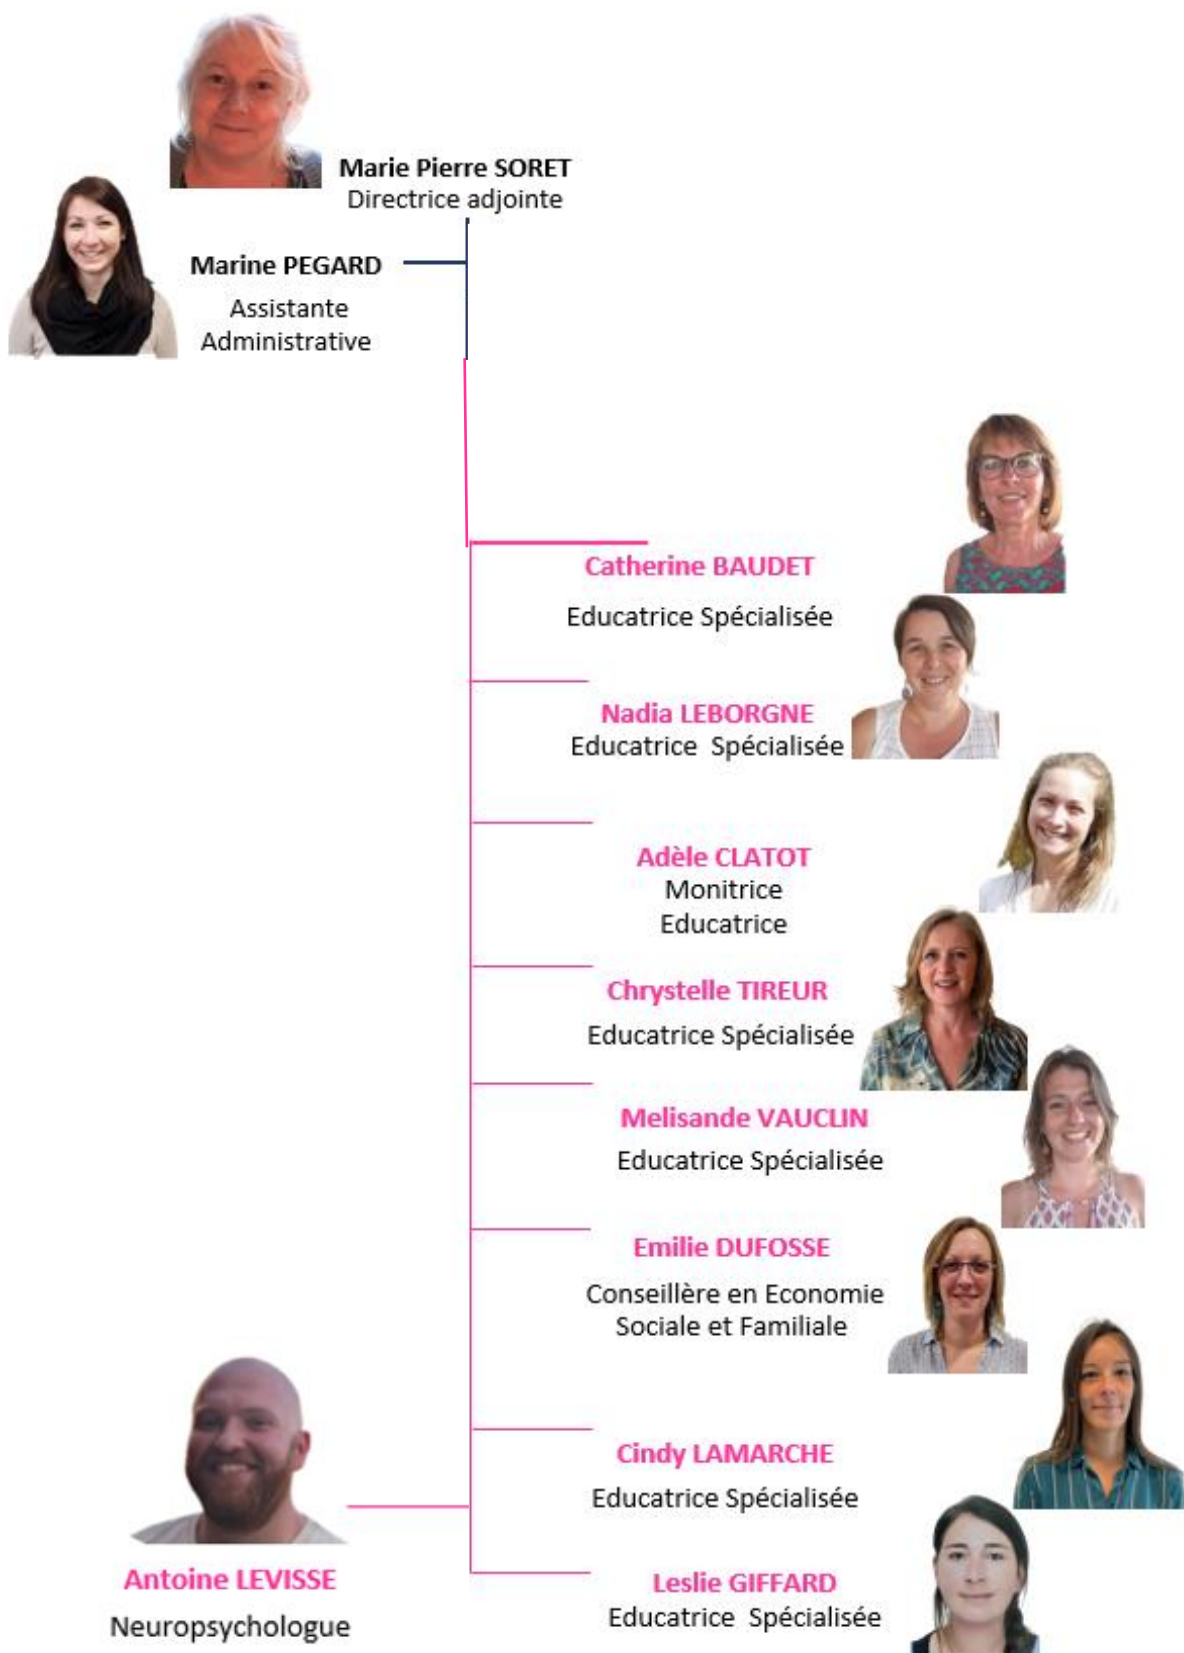 Marie Pierre SORET
Directrice adjointe
Marine PEGARD
Assistante
Administrative
Catherine BAUDET
Educatrice Spécialisée
Nadia LEBORGNE
Educatrice Spécialisée
Adèle CLATOT
Monitrice
Educatrice
Chrystelle TIREUR
Educatrice Spécialisée
Melisande VAUCLIN
Educatrice Spécialisée
Emilie DUFOSSE
Conseillère en Economie
Sociale et Familiale
Cindy LAMARCHE
Educatrice Spécialisée
Antoine LEVISSE
Neuropsychologue
Leslie GIFFARD
Educatrice Spécialisée